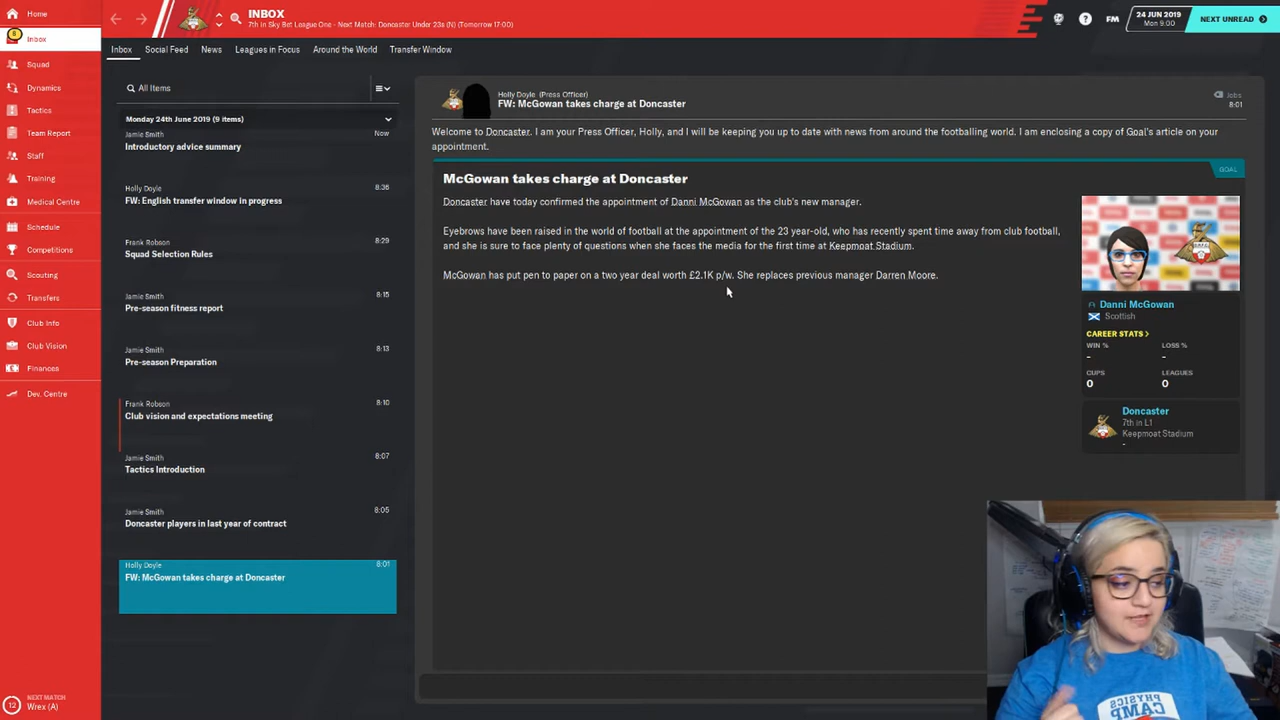 Home
INBOX
7th in Sky Bet League One - Next Match: Doncaster Under 23s (N) (Tomorrow 17:00)
FM
24 JUN 2019
Mon 9:00
NEXT UNREAD
Inbox
Squad
Dynamics
Tactics
Team Report
Staff
Training
Medical Centre
Schedule
Competitions
Scouting
Transfers
Club Info
Club Vision
Finances
Dev. Centre
NEXT MATCH
12
Wrex (A)
Inbox Social Feed News Leagues in Focus Around the World Transfer Window
All Items
Monday 24th June 2019 (9 items)
Jamie Smith Now
Introductory advice summary
Holly Doyle 8:36
FW: English transfer window in progress
Frank Robson 8:29
Squad Selection Rules
Jamie Smith 8:15
Pre-season fitness report
Jamie Smith 8:13
Pre-season Preparation
Frank Robson 8:10
Club vision and expectations meeting
Jamie Smith 8:07
Tactics Introduction
Jamie Smith 8:05
Doncaster players in last year of contract
Holly Doyle 8:01
FW: McGowan takes charge at Doncaster
Holly Doyle (Press Officer)
FW: McGowan takes charge at Doncaster
Jobs
8:01
Welcome to Doncaster. I am your Press Officer, Holly, and I will be keeping you up to date with news from around the footballing world. I am enclosing a copy of Goal's article on your
appointment.
GOAL
McGowan takes charge at Doncaster
Doncaster have today confirmed the appointment of Danni McGowan as the club's new manager.
Eyebrows have been raised in the world of football at the appointment of the 23 year-old, who has recently spent time away from club football,
and she is sure to face plenty of questions when she faces the media for the first time at Keepmoat Stadium.
McGowan has put pen to paper on a two year deal worth £2.1K p/w. She replaces previous manager Darren Moore.
Danni McGowan
Scottish
CAREER STATS >
WIN % LOSS %
- -
CUPS LEAGUES
0 0
Doncaster
7th in L1
Keepmoat Stadium
-
PHYSICS
CAMP